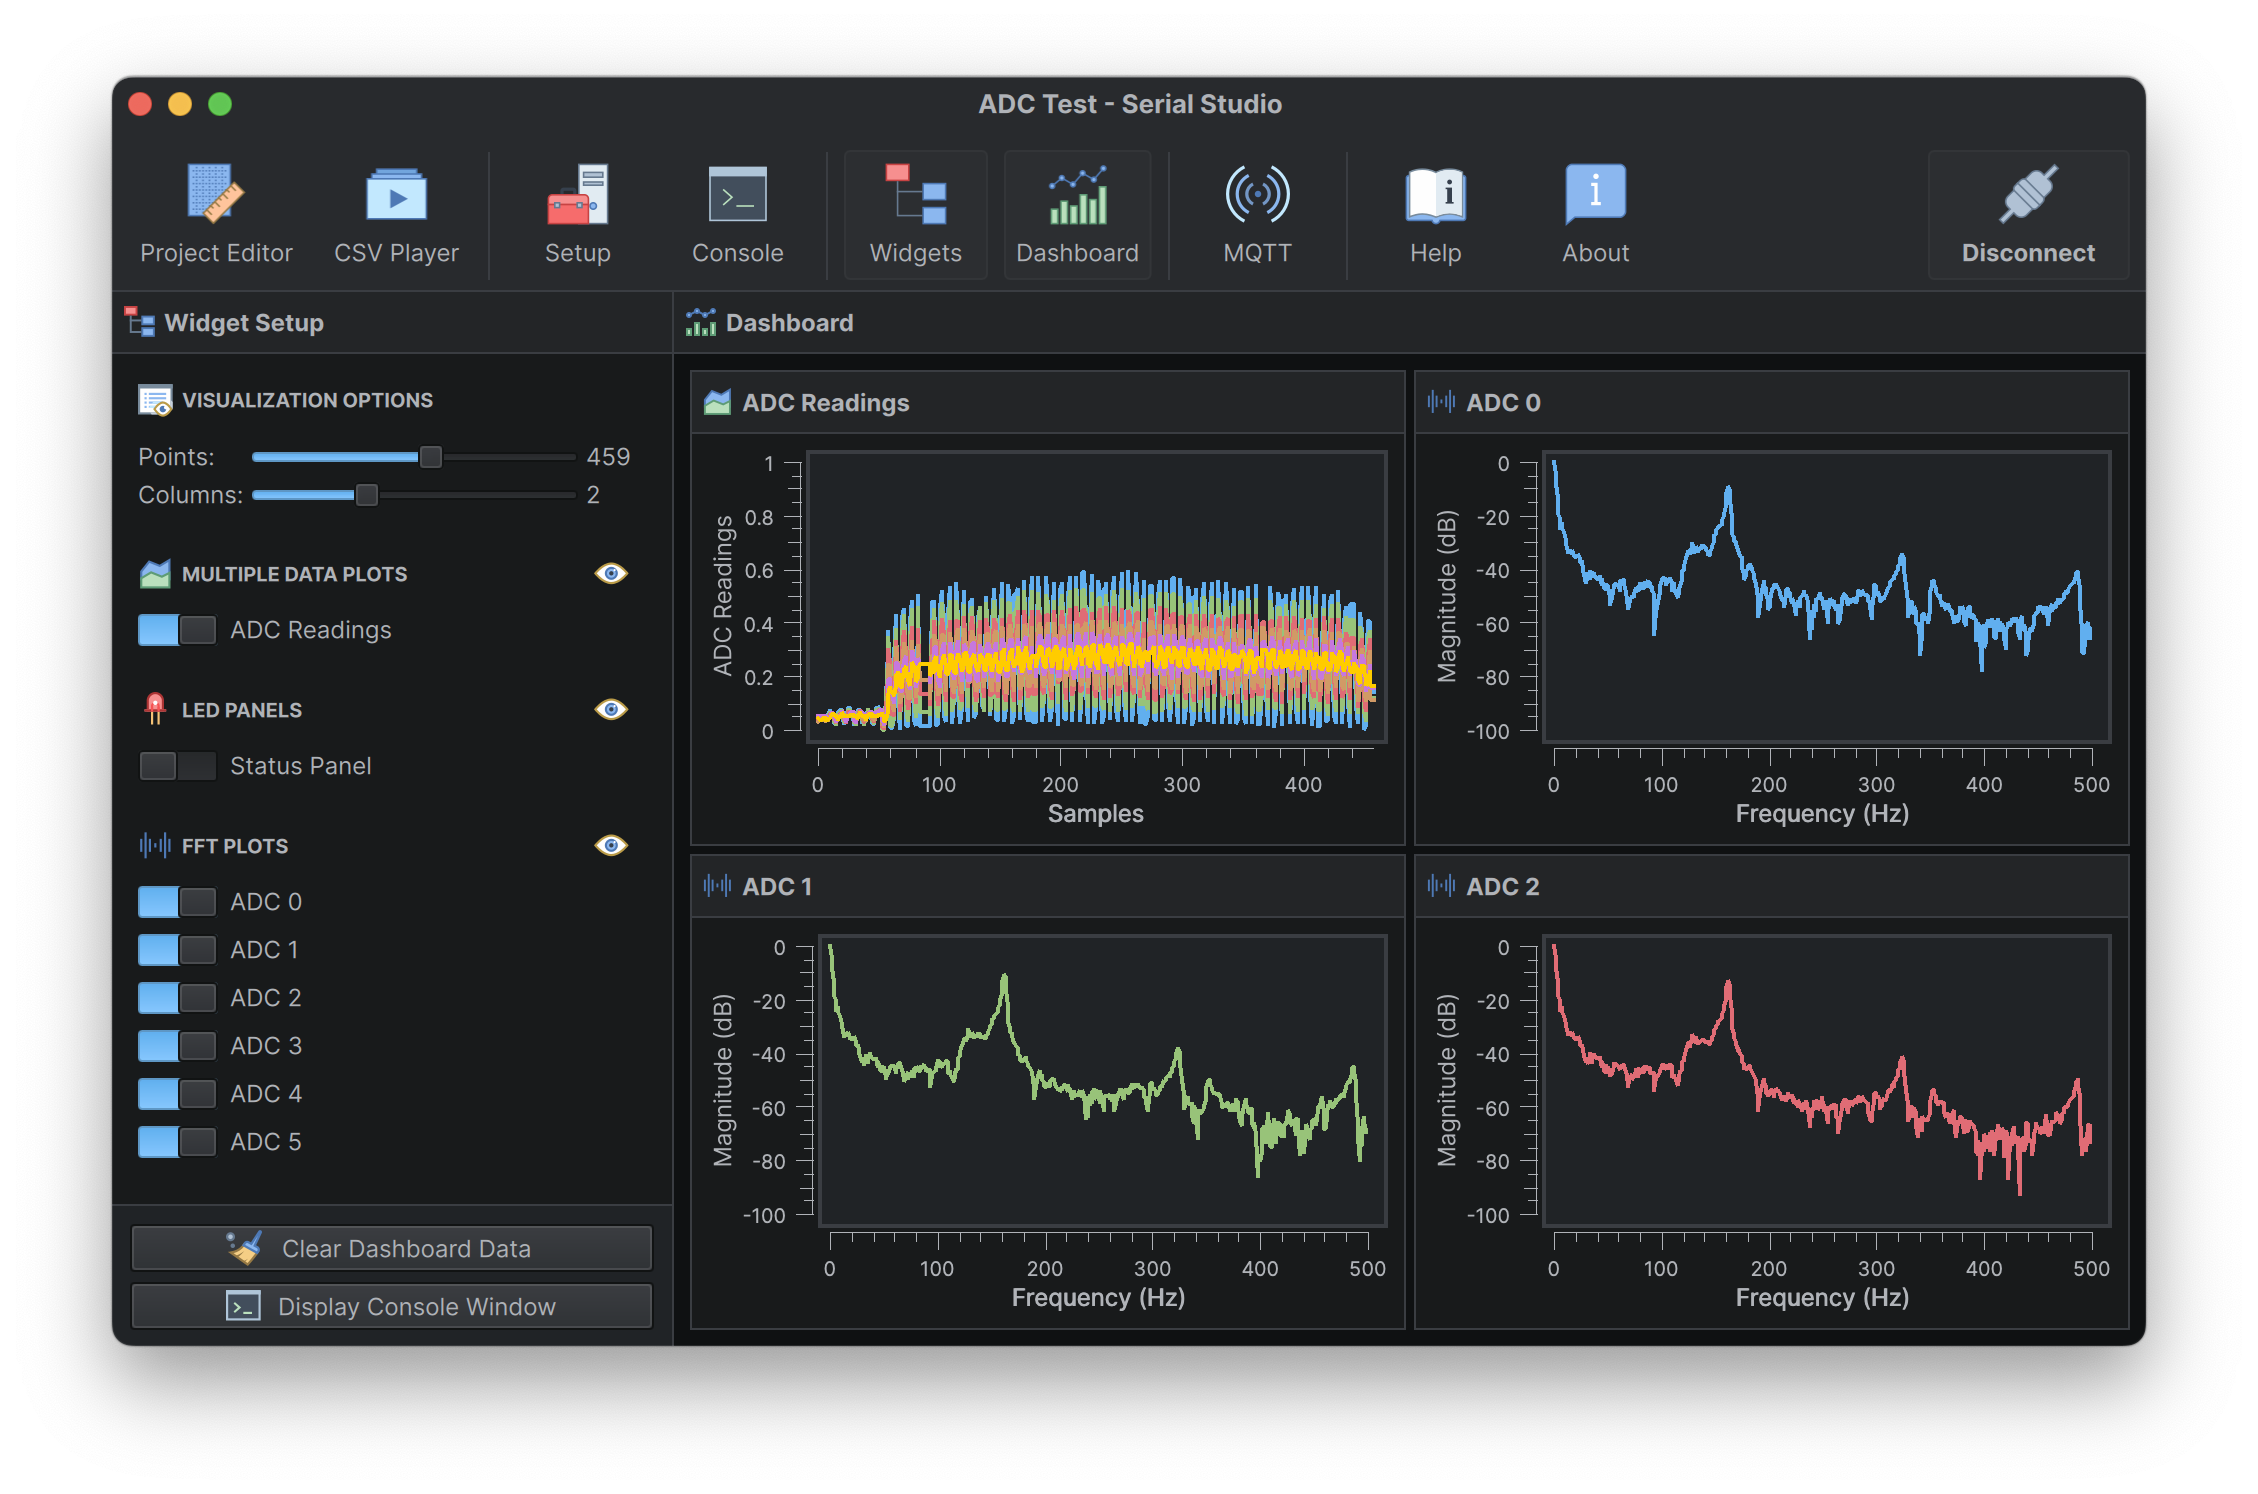 ADC Test - Serial Studio
Project Editor
CSV Player
Setup
Console
Widgets
Dashboard
MQTT
Help
About
Disconnect
Widget Setup
VISUALIZATION OPTIONS
Points: 459
Columns: 2
MULTIPLE DATA PLOTS
ADC Readings
LED PANELS
Status Panel
FFT PLOTS
ADC 0
ADC 1
ADC 2
ADC 3
ADC 4
ADC 5
Clear Dashboard Data
Display Console Window
Dashboard
ADC Readings
ADC Readings
1
0.8
0.6
0.4
0.2
0
0 100 200 300 400
Samples
ADC 0
Magnitude (dB)
0
-20
-40
-60
-80
-100
0 100 200 300 400 500
Frequency (Hz)
ADC 1
Magnitude (dB)
0
-20
-40
-60
-80
-100
0 100 200 300 400 500
Frequency (Hz)
ADC 2
Magnitude (dB)
0
-20
-40
-60
-80
-100
0 100 200 300 400 500
Frequency (Hz)